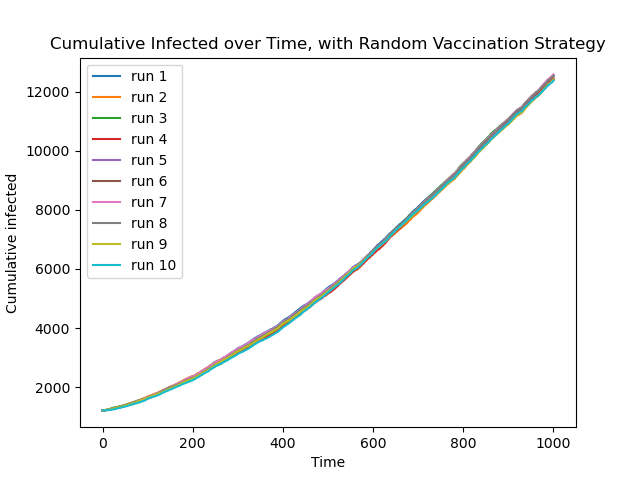 Cumulative Infected over Time, with Random Vaccination Strategy
run 1
run 2
run 3
run 4
run 5
run 6
run 7
run 8
run 9
run 10
12000
10000
8000
6000
4000
2000
Cumulative infected
0 200 400 600 800 1000
Time